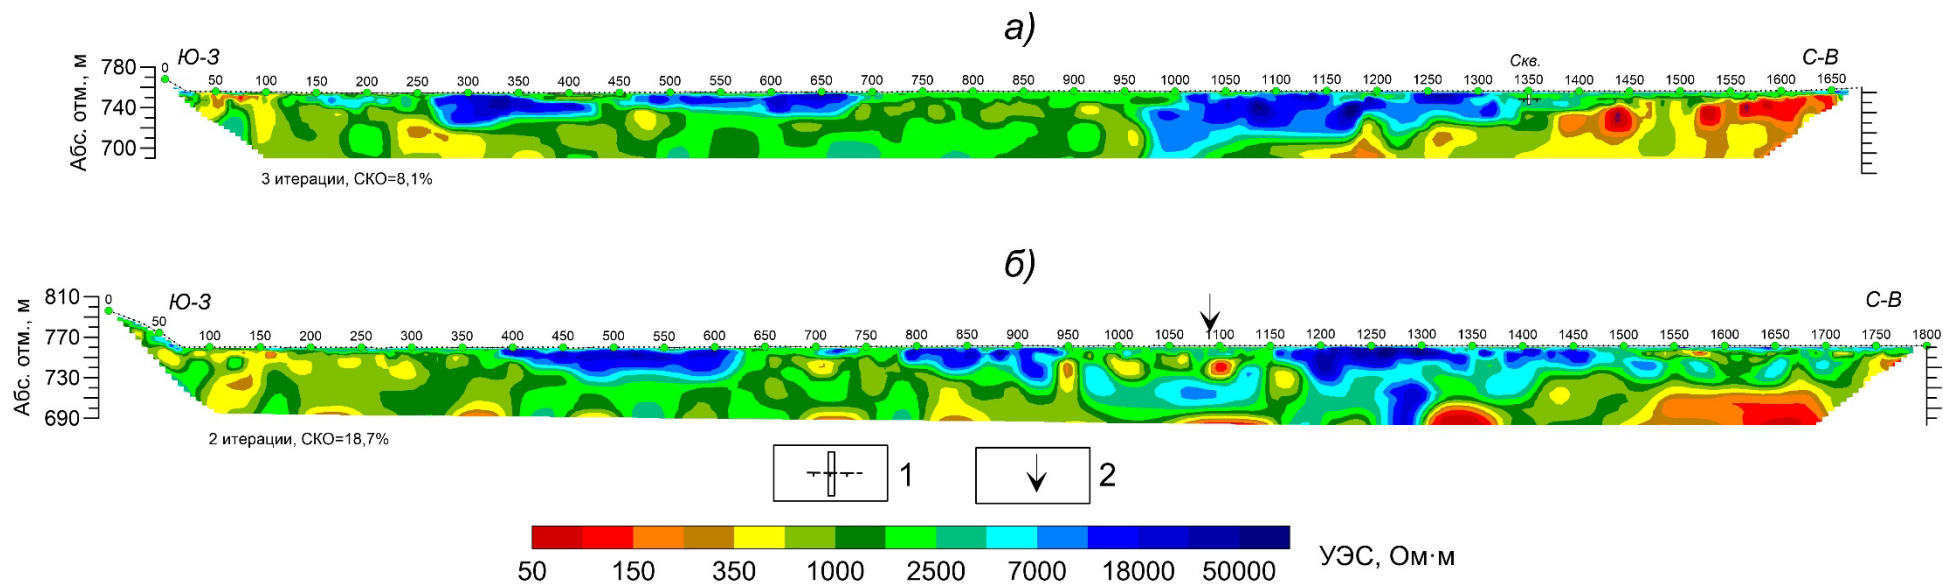 а)
Ю-З
С-В
Скв.
0 50 100 150 200 250 300 350 400 450 500 550 600 650 700 750 800 850 900 950 1000 1050 1100 1150 1200 1250 1300 1350 1400 1450 1500 1550 1600 1650
Абс. отм., м
780
740
700
3 итерации, СКО=8,1%
б)
Ю-З
С-В
0 50 100 150 200 250 300 350 400 450 500 550 600 650 700 750 800 850 900 950 1000 1050 1100 1150 1200 1250 1300 1350 1400 1450 1500 1550 1600 1650 1700 1750 1800
Абс. отм., м
810
770
730
690
2 итерации, СКО=18,7%
1
2
50 150 350 1000 2500 7000 18000 50000
УЭС, Ом·м